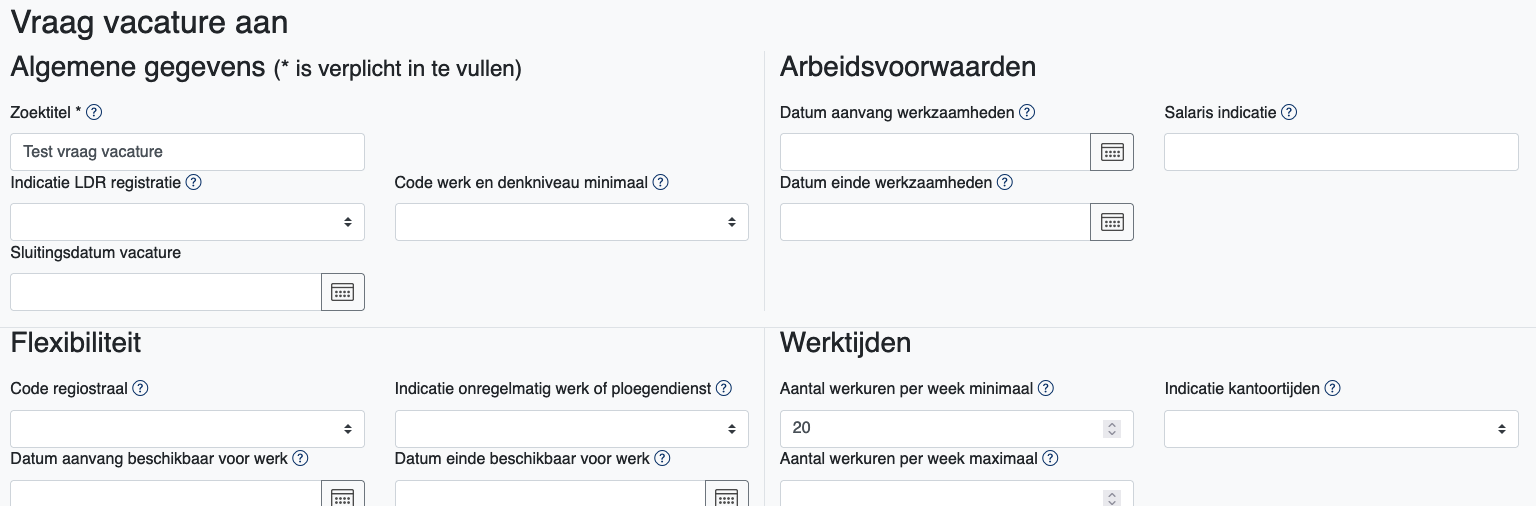 Vraag vacature aan
Algemene gegevens (* is verplicht in te vullen)
Zoektitel * ?
Test vraag vacature
Indicatie LDR registratie ?
Code werk en denkniveau minimaal ?
Sluitingsdatum vacature
Arbeidsvoorwaarden
Datum aanvang werkzaamheden ?
Salaris indicatie ?
Datum einde werkzaamheden ?
Flexibiliteit
Code regiostraal ?
Indicatie onregelmatig werk of ploegendienst ?
Datum aanvang beschikbaar voor werk ?
Datum einde beschikbaar voor werk ?
Werktijden
Aantal werkuren per week minimaal ?
Indicatie kantoortijden ?
20
Aantal werkuren per week maximaal ?